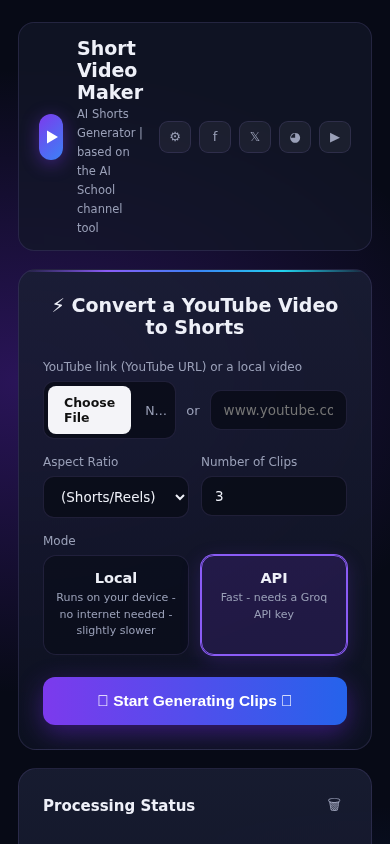 Short
Video
Maker
AI Shorts
Generator |
based on
the AI
School
channel
tool
⚙ f 𝕏 ◕ ▶
⚡ Convert a YouTube Video
to Shorts
YouTube link (YouTube URL) or a local video
Choose
File
N...
or
www.youtube.cc
Aspect Ratio
Number of Clips
(Shorts/Reels)
3
Mode
Local
Runs on your device -
no internet needed -
slightly slower
API
Fast - needs a Groq
API key
Start Generating Clips
Processing Status